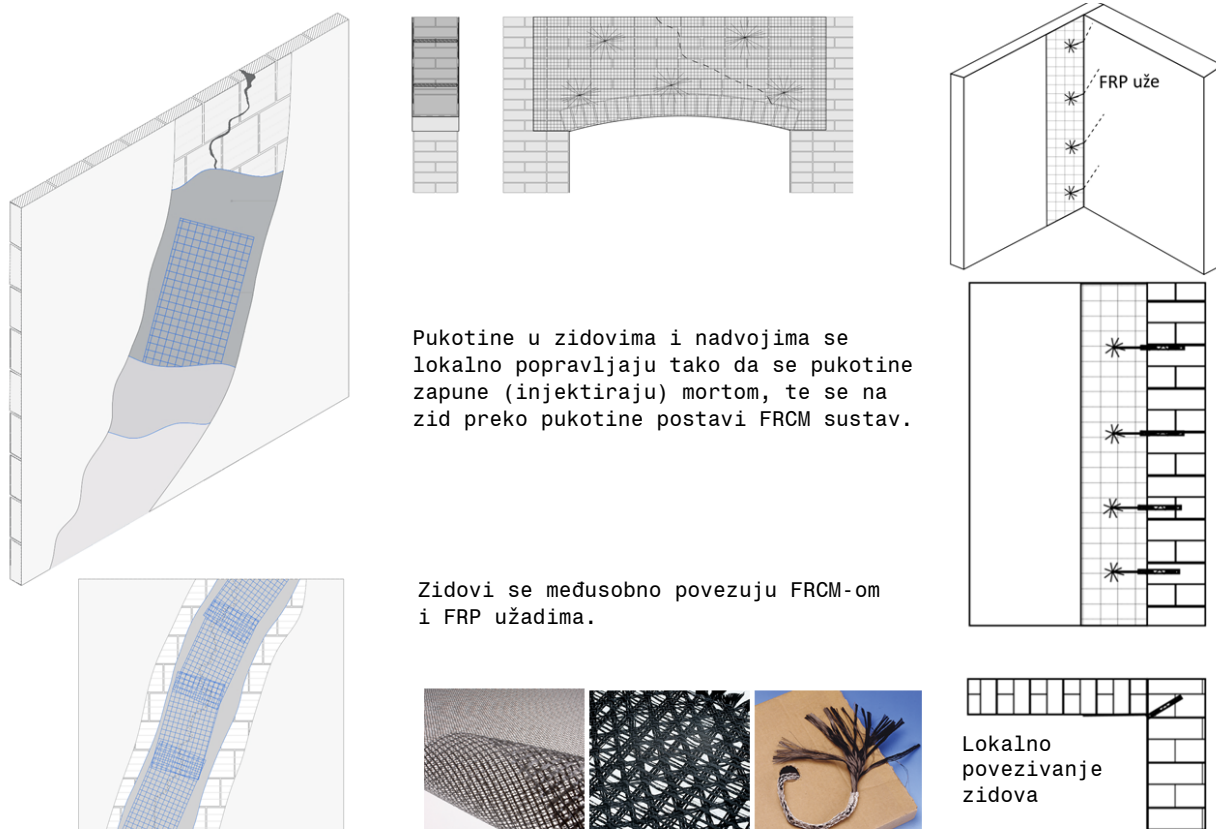 FRP uže
Pukotine u zidovima i nadvojima se
lokalno popravljaju tako da se pukotine
zapune (injektiraju) mortom, te se na
zid preko pukotine postavi FRCM sustav.
Zidovi se međusobno povezuju FRCM-om
i FRP užadima.
Lokalno
povezivanje
zidova